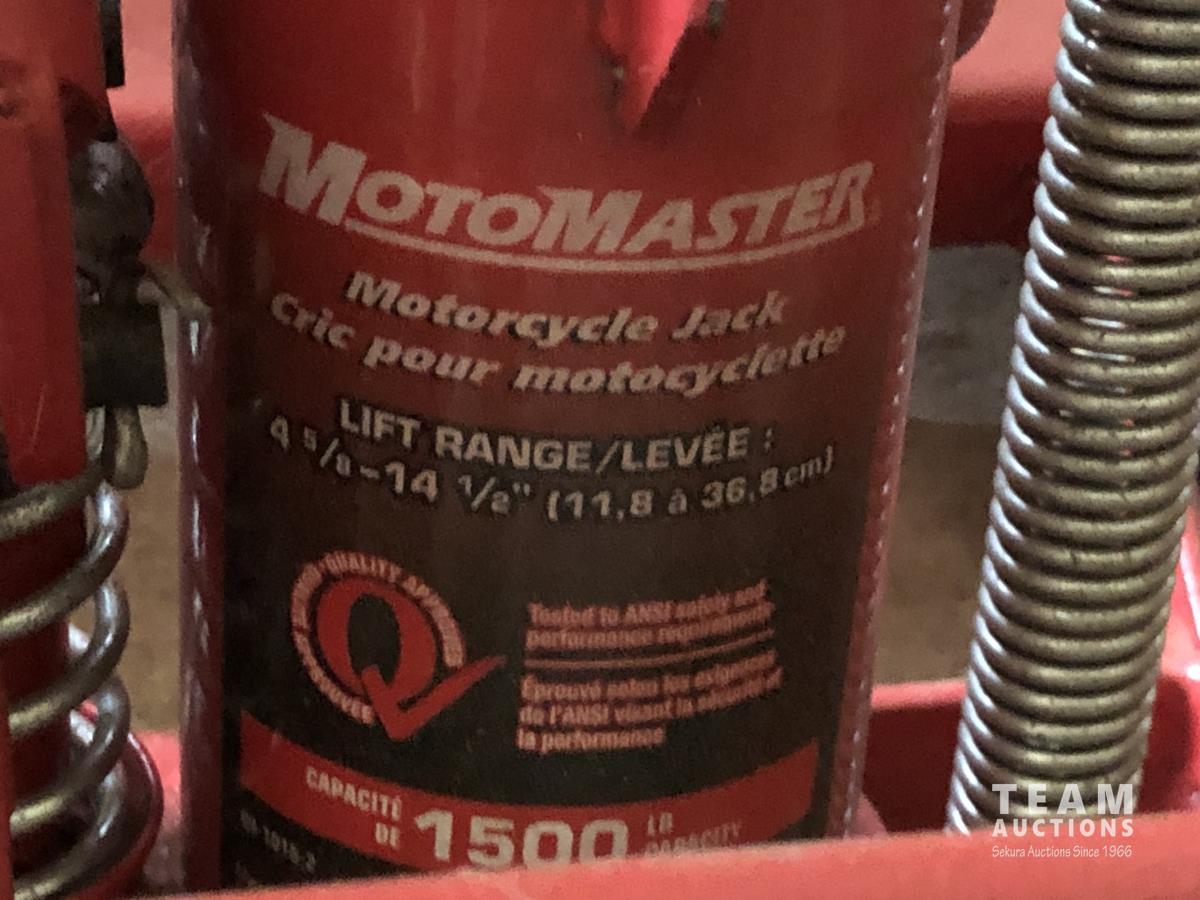 MOTOMASTER
Motorcycle Jack
Cric pour motocyclette
LIFT RANGE/LEVÉE :
4 5/8-14 1/2" (11,8 à 36,8 cm)
QUALITY APPROVED
Q
Tested to ANSI safety and
performance requirements
Éprouvé selon les exigences
de l'ANSI visant la sécurité et
la performance
CAPACITÉ
DE
1500
LB
CAPACITY
TEAM
AUCTIONS
Sekura Auctions Since 1966